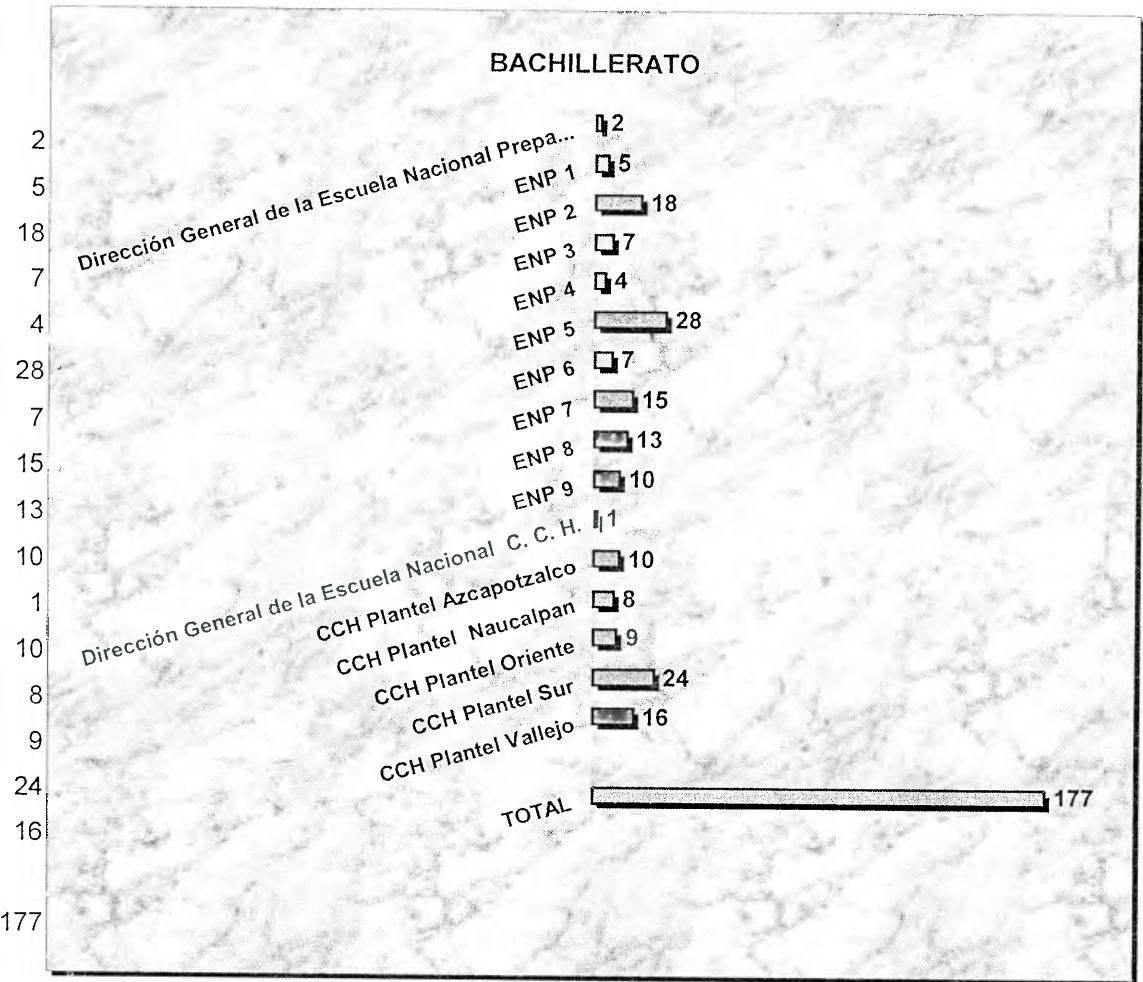 BACHILLERATO
2
5
18
7
4
28
7
15
13
10
1
10
8
9
24
16
177
Dirección General de la Escuela Nacional Prepa... 2
ENP 1 5
ENP 2 18
ENP 3 7
ENP 4 4
ENP 5 28
ENP 6 7
ENP 7 15
ENP 8 13
ENP 9 10
Dirección General de la Escuela Nacional C. C. H. 1
CCH Plantel Azcapotzalco 10
CCH Plantel Naucalpan 8
CCH Plantel Oriente 9
CCH Plantel Sur 24
CCH Plantel Vallejo 16
TOTAL 177